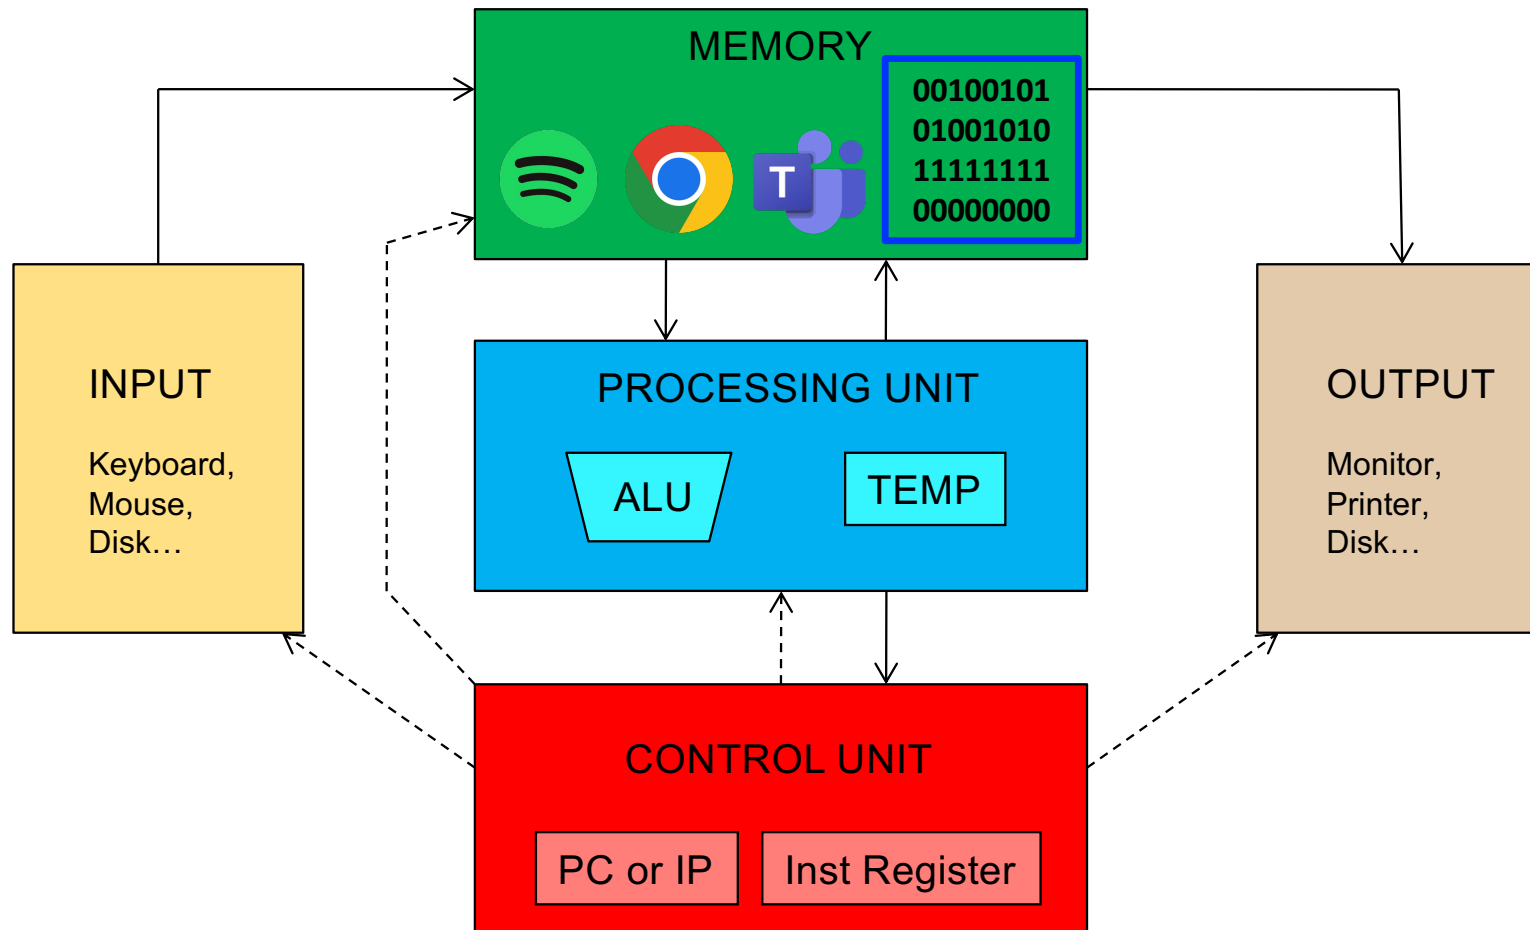 MEMORY
00100101
01001010
11111111
00000000
T
INPUT
Keyboard,
Mouse,
Disk…
PROCESSING UNIT
ALU
TEMP
OUTPUT
Monitor,
Printer,
Disk…
CONTROL UNIT
PC or IP
Inst Register